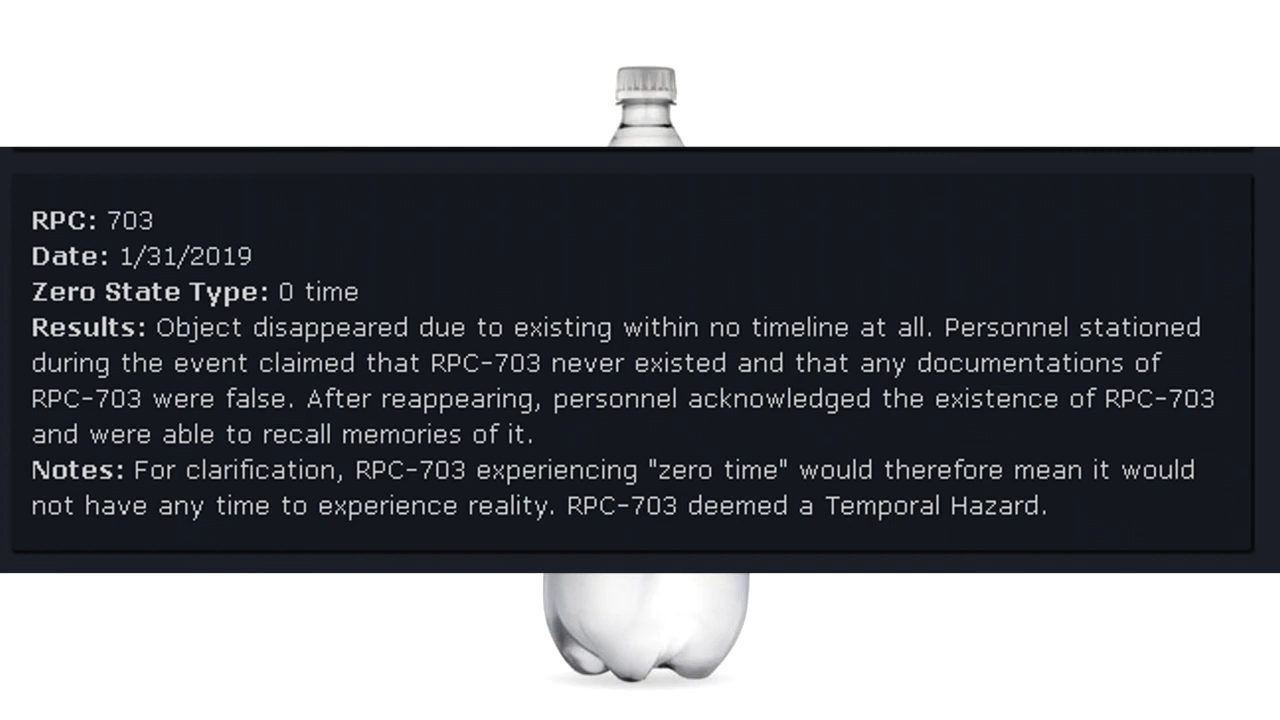 RPC: 703
Date: 1/31/2019
Zero State Type: 0 time
Results: Object disappeared due to existing within no timeline at all. Personnel stationed
during the event claimed that RPC-703 never existed and that any documentations of
RPC-703 were false. After reappearing, personnel acknowledged the existence of RPC-703
and were able to recall memories of it.
Notes: For clarification, RPC-703 experiencing "zero time" would therefore mean it would
not have any time to experience reality. RPC-703 deemed a Temporal Hazard.